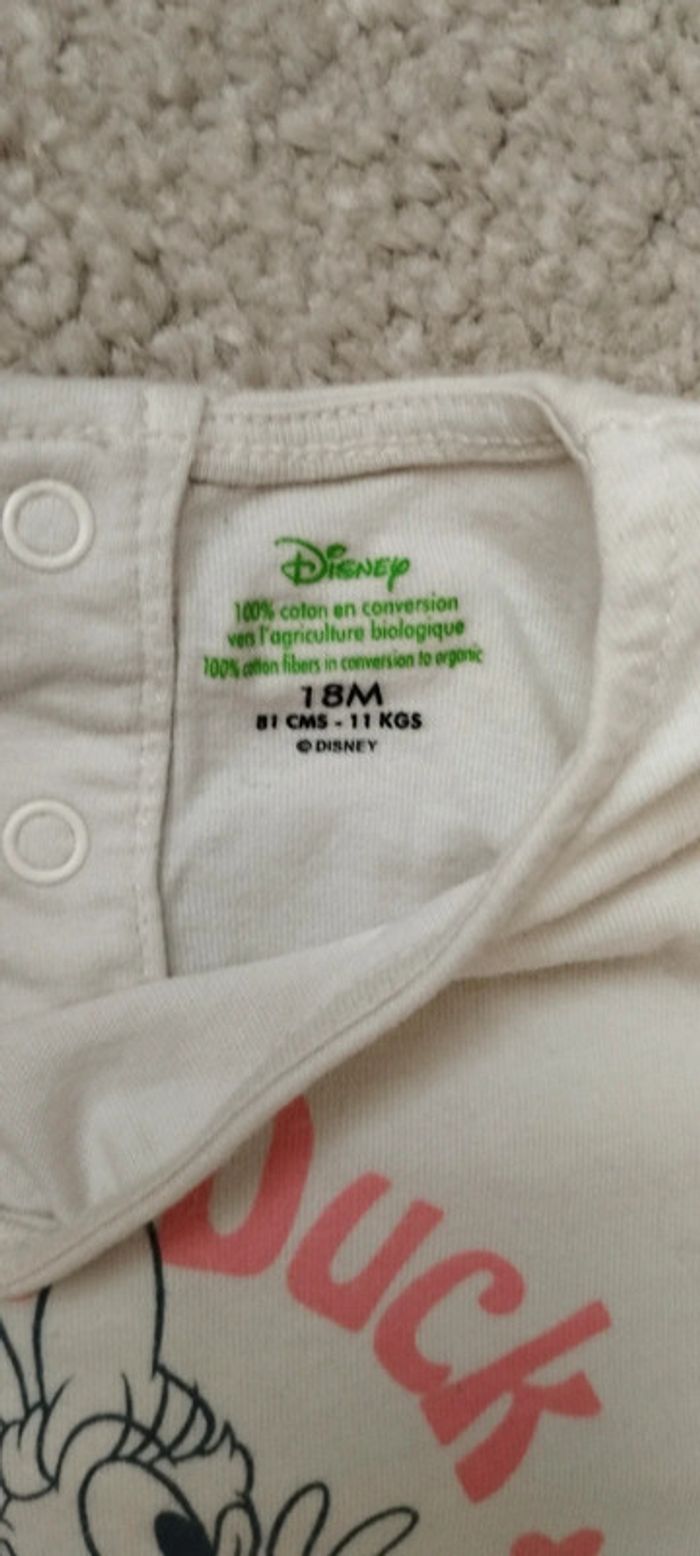 Disney
100% coton en conversion
vers l'agriculture biologique
100% cotton fibers in conversion to organic
18M
81 CMS - 11 KGS
© DISNEY
Duck